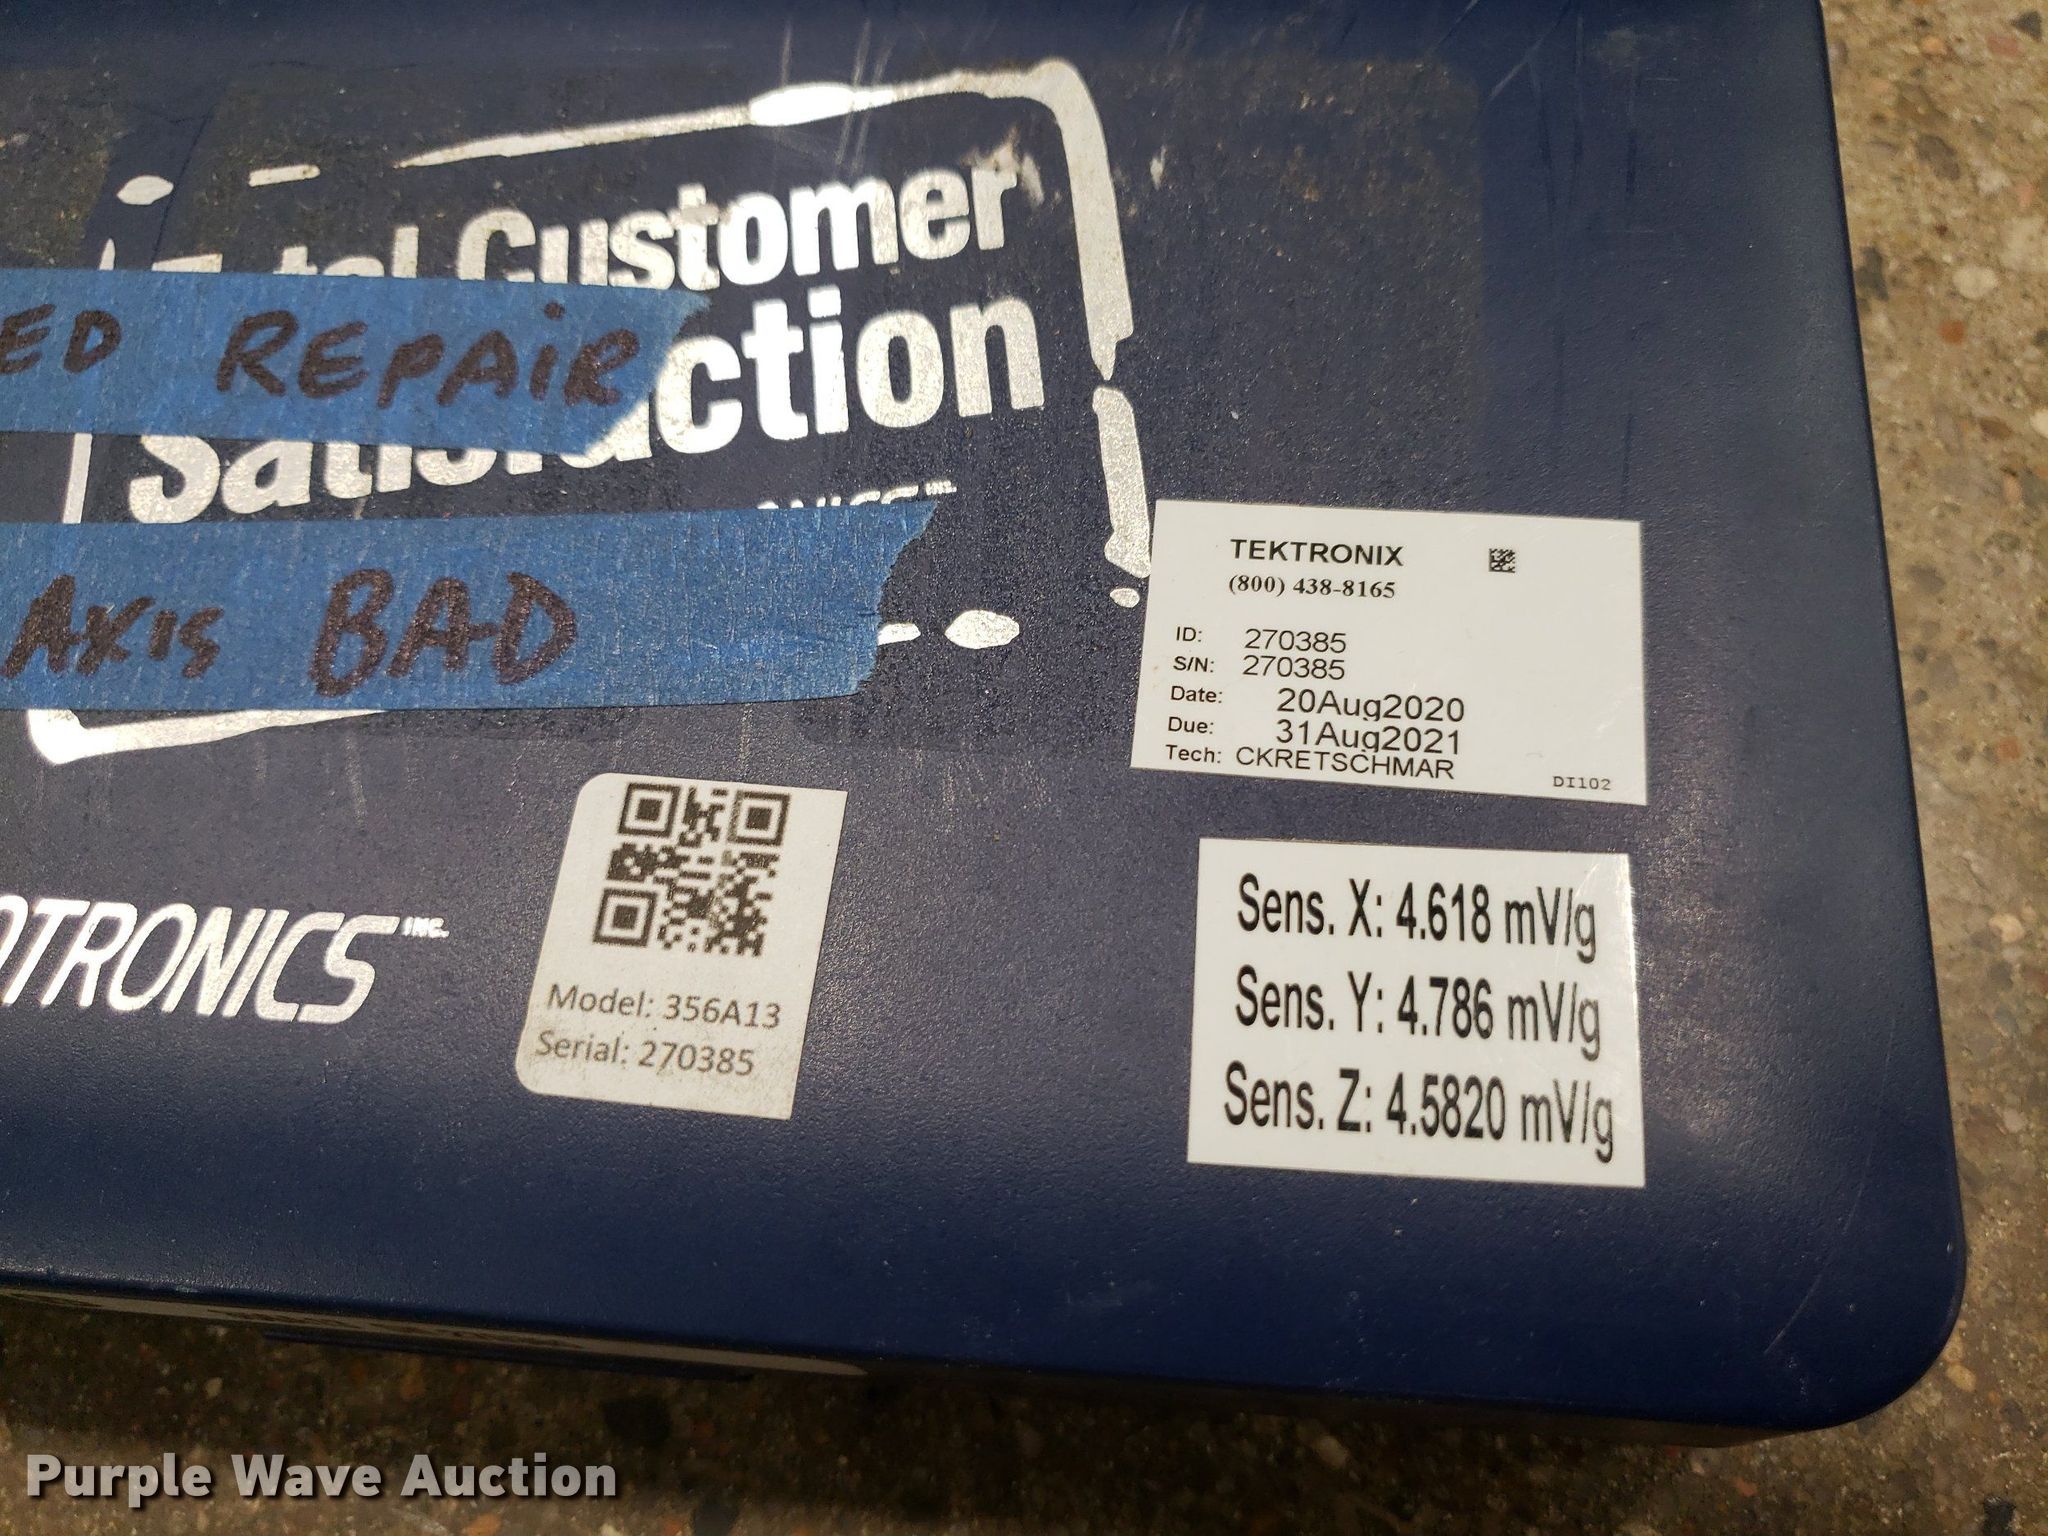 Total Customer
ED REPAIR
Satisfaction
INC.
AXIS BAD
TEKTRONIX
(800) 438-8165
ID: 270385
S/N: 270385
Date: 20Aug2020
Due: 31Aug2021
Tech: CKRETSCHMAR
DI102
OTRONICS INC.
Model: 356A13
Serial: 270385
Sens. X: 4.618 mV/g
Sens. Y: 4.786 mV/g
Sens. Z: 4.5820 mV/g
Purple Wave Auction